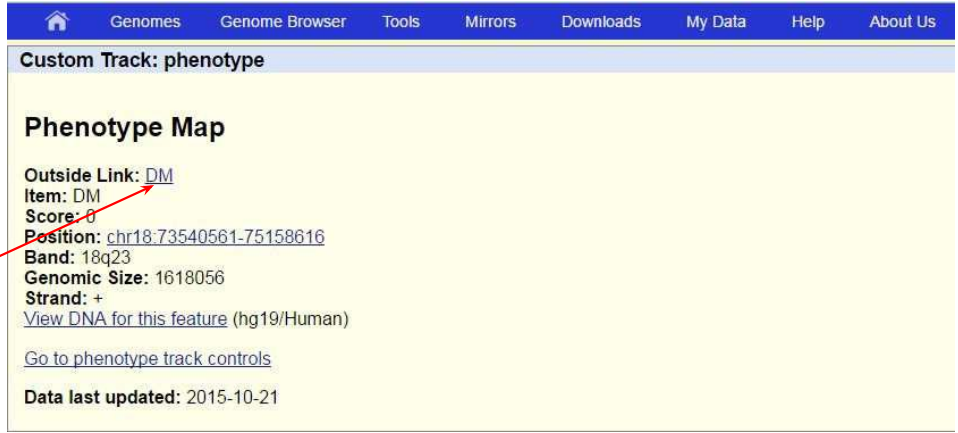 Genomes Genome Browser Tools Mirrors Downloads My Data Help About Us
Custom Track: phenotype
Phenotype Map
Outside Link: DM
Item: DM
Score: 0
Position: chr18:73540561-75158616
Band: 18q23
Genomic Size: 1618056
Strand: +
View DNA for this feature (hg19/Human)
Go to phenotype track controls
Data last updated: 2015-10-21